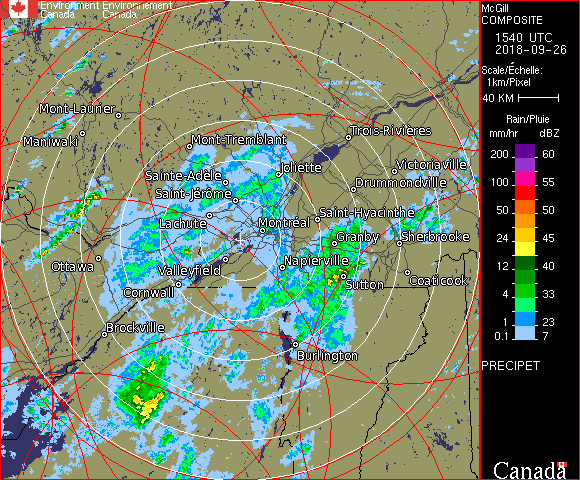 Environment Environnement
Canada Canada
McGill
COMPOSITE
1540 UTC
2018-09-26
Scale/Échelle:
1km/Pixel
40 KM
Rain/Pluie
mm/hr dBZ
200 60
100 55
50 50
24 45
12 40
4 33
1 23
0.1 7
PRECIPET
Canada
Mont-Laurier
Maniwaki
Mont-Tremblant
Trois-Rivières
Victoriaville
Joliette
Sainte-Adèle
Drummondville
Saint-Jérôme
Saint-Hyacinthe
Lachute
Montréal
Granby
Sherbrooke
Ottawa
Valleyfield
Napierville
Coaticook
Cornwall
Sutton
Brockville
Burlington